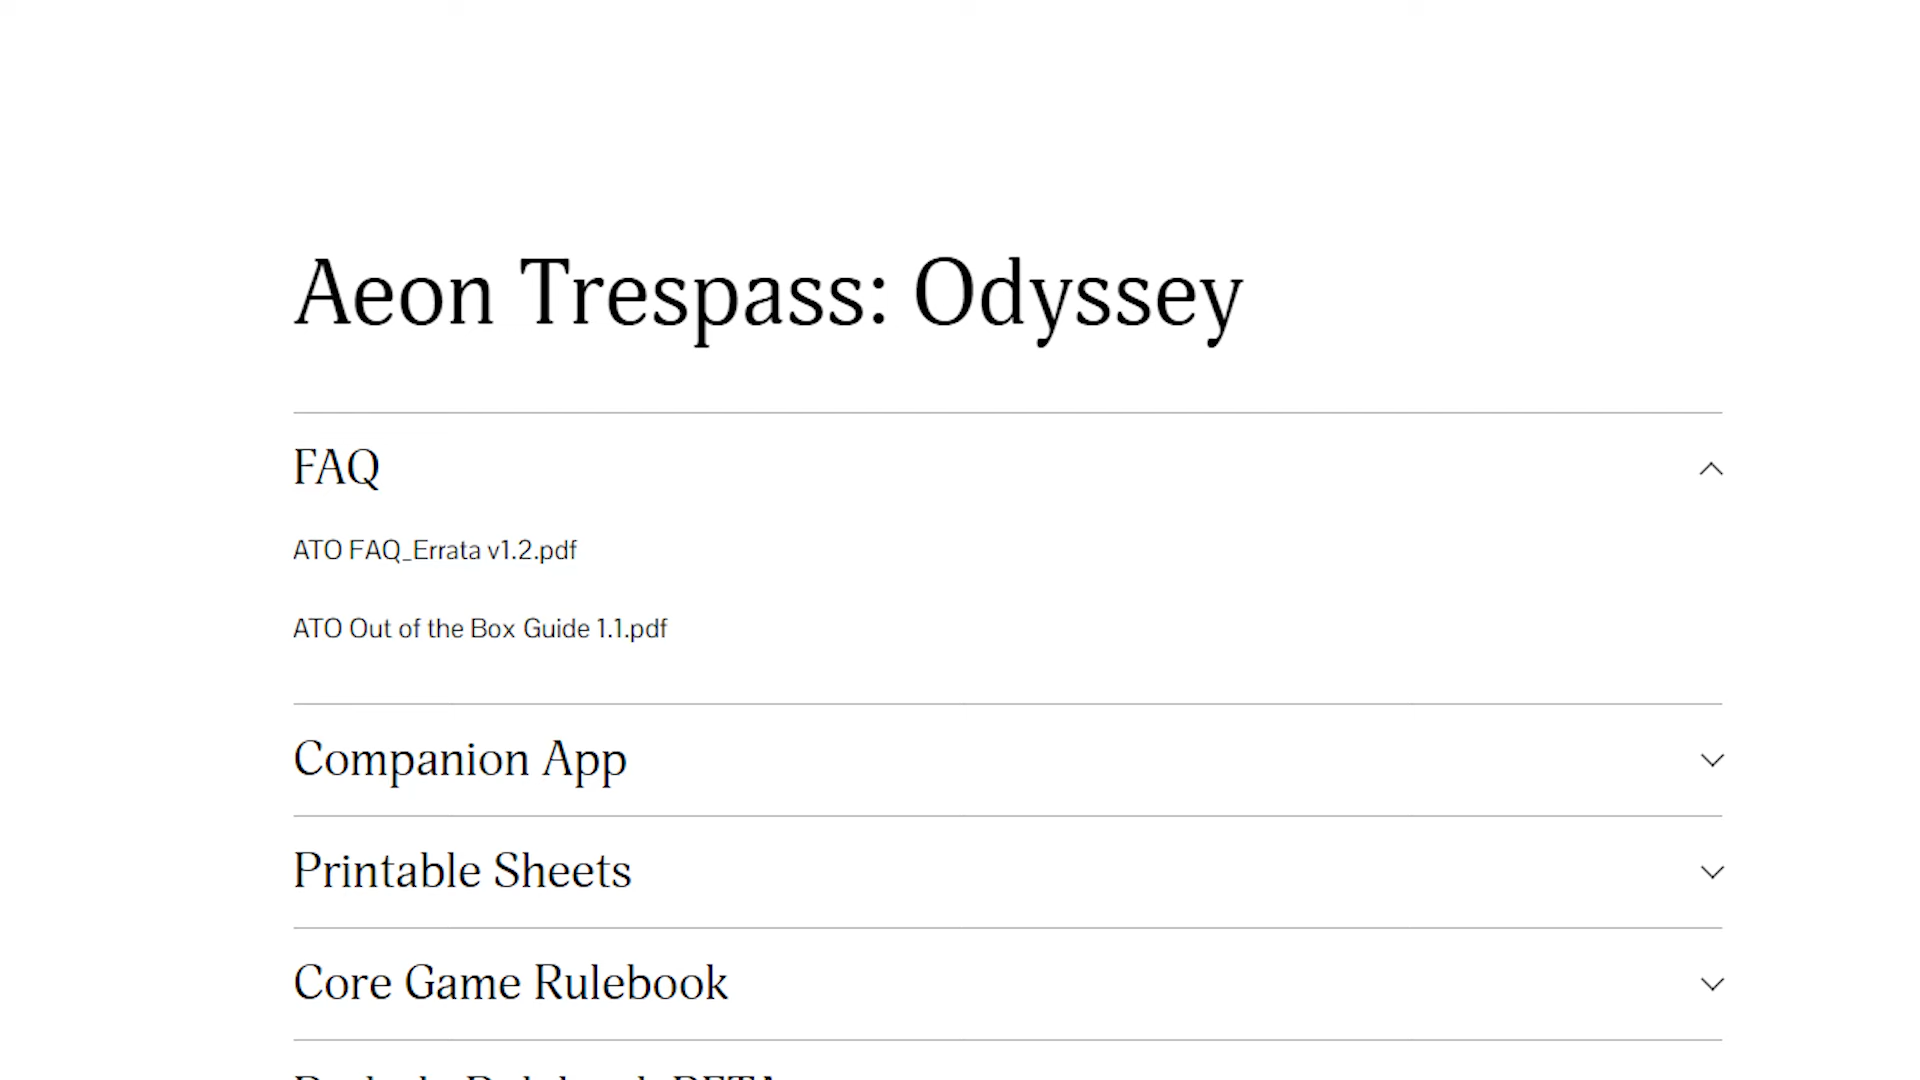 Aeon Trespass: Odyssey
FAQ
ATO FAQ_Errata v1.2.pdf
ATO Out of the Box Guide 1.1.pdf
Companion App
Printable Sheets
Core Game Rulebook